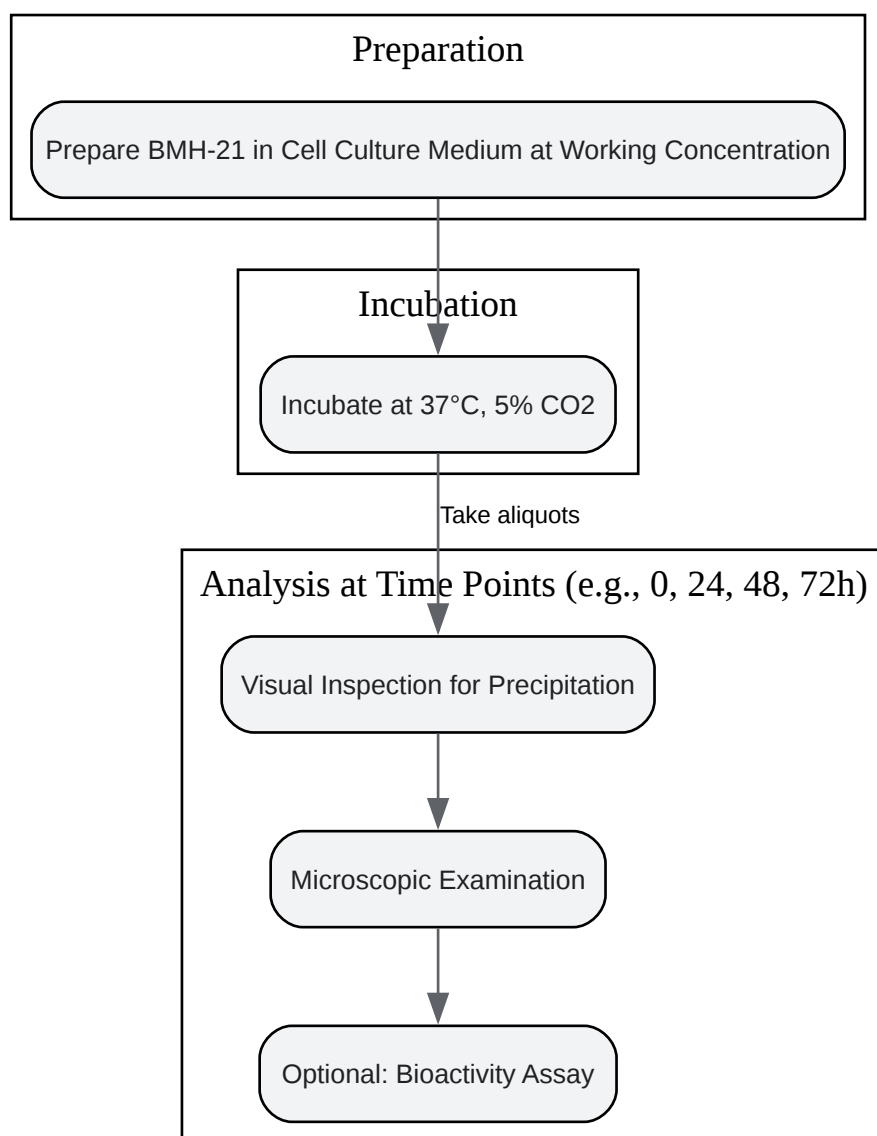 Preparation
Prepare BMH-21 in Cell Culture Medium at Working Concentration
Incubation
Incubate at 37°C, 5% CO2
Take aliquots
Analysis at Time Points (e.g., 0, 24, 48, 72h)
Visual Inspection for Precipitation
Microscopic Examination
Optional: Bioactivity Assay